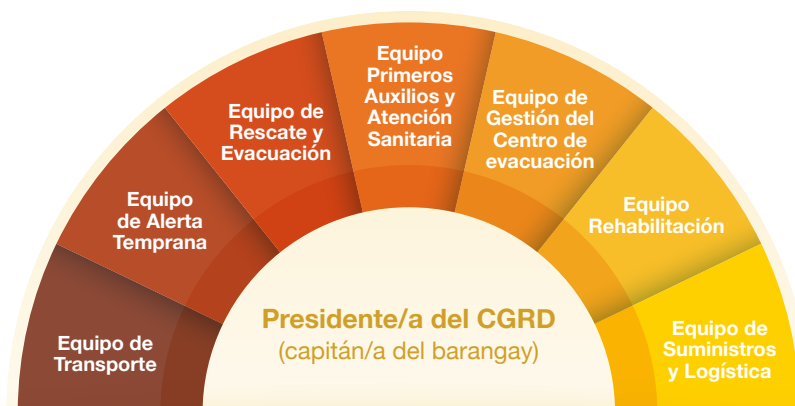 Equipo de
Transporte
Equipo
de Alerta
Temprana
Equipo de
Rescate y
Evacuación
Equipo
Primeros
Auxilios y
Atención
Sanitaria
Equipo de
Gestión del
Centro de
evacuación
Equipo
Rehabilitación
Equipo de
Suministros
y Logística
Presidente/a del CGRD
(capitán/a del barangay)